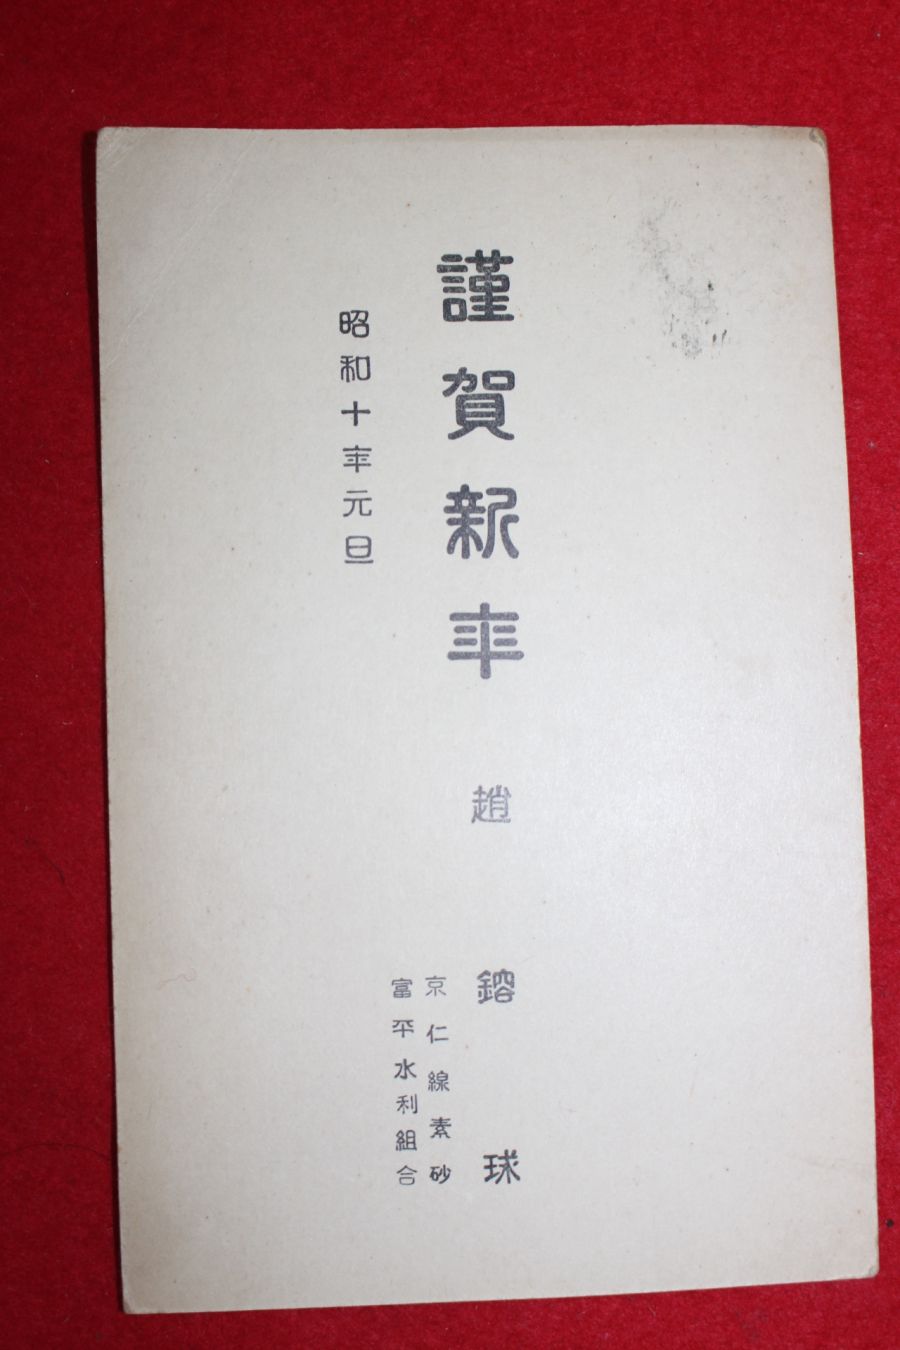 謹賀新年
昭和十年元旦
趙鎔球
京仁線素砂
富平水利組合